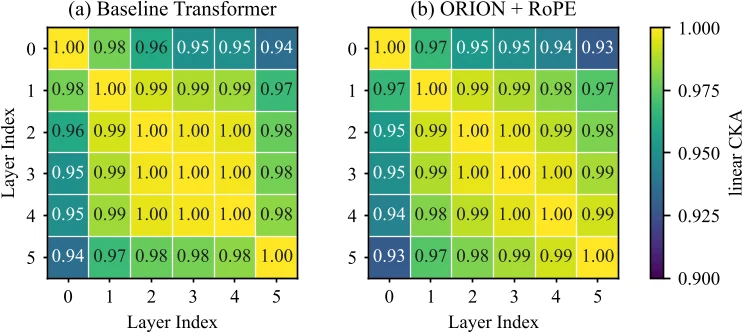 (a) Baseline Transformer
0 1.00 0.98 0.96 0.95 0.95 0.94
1 0.98 1.00 0.99 0.99 0.99 0.97
2 0.96 0.99 1.00 1.00 1.00 0.98
3 0.95 0.99 1.00 1.00 1.00 0.98
4 0.95 0.99 1.00 1.00 1.00 0.98
5 0.94 0.97 0.98 0.98 0.98 1.00
0 1 2 3 4 5
Layer Index
Layer Index
(b) ORION + RoPE
0 1.00 0.97 0.95 0.95 0.94 0.93
1 0.97 1.00 0.99 0.99 0.98 0.97
2 0.95 0.99 1.00 1.00 0.99 0.98
3 0.95 0.99 1.00 1.00 1.00 0.99
4 0.94 0.98 0.99 1.00 1.00 0.99
5 0.93 0.97 0.98 0.99 0.99 1.00
0 1 2 3 4 5
Layer Index
1.000
0.975
0.950
0.925
0.900
linear CKA